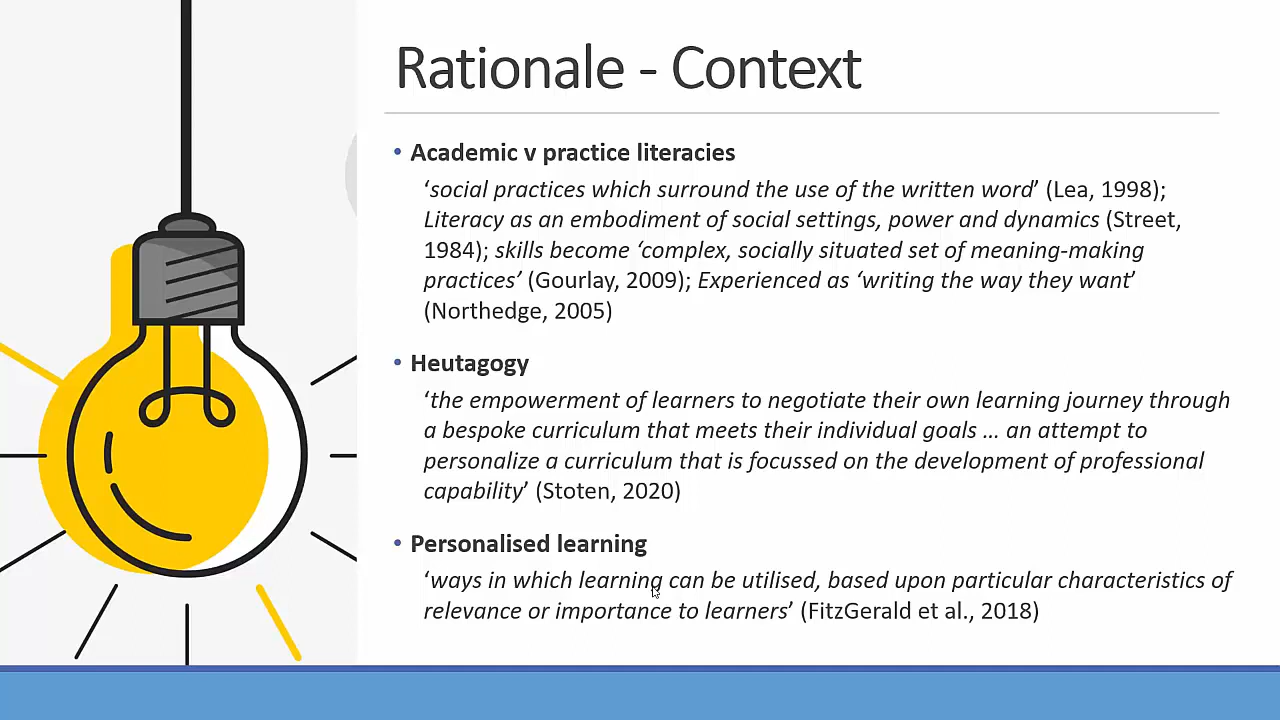 Rationale - Context
• Academic v practice literacies
‘social practices which surround the use of the written word’ (Lea, 1998);
Literacy as an embodiment of social settings, power and dynamics (Street,
1984); skills become ‘complex, socially situated set of meaning-making
practices’ (Gourlay, 2009); Experienced as ‘writing the way they want’
(Northedge, 2005)
• Heutagogy
‘the empowerment of learners to negotiate their own learning journey through
a bespoke curriculum that meets their individual goals … an attempt to
personalize a curriculum that is focussed on the development of professional
capability’ (Stoten, 2020)
• Personalised learning
‘ways in which learning can be utilised, based upon particular characteristics of
relevance or importance to learners’ (FitzGerald et al., 2018)